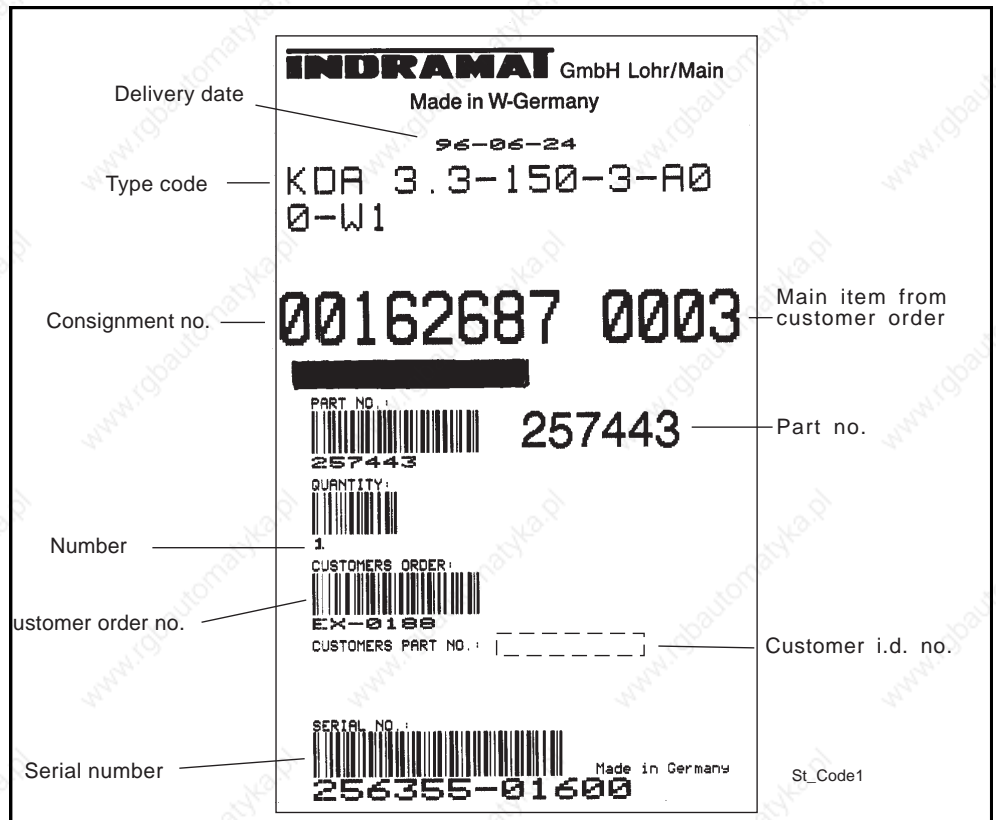 INDRAMAT GmbH Lohr/Main
Made in W-Germany
Delivery date
96-06-24
Type code
KDA 3.3-150-3-A0
0-W1
Consignment no.
00162687 0003
Main item from
customer order
PART NO.:
257443
Part no.
257443
QUANTITY:
Number
1
CUSTOMERS ORDER:
ustomer order no.
EX-0188
CUSTOMERS PART NO.:
Customer i.d. no.
SERIAL NO.:
Serial number
256355-01600
Made in Germany
St_Code1
www.rgbautomatyka.pl